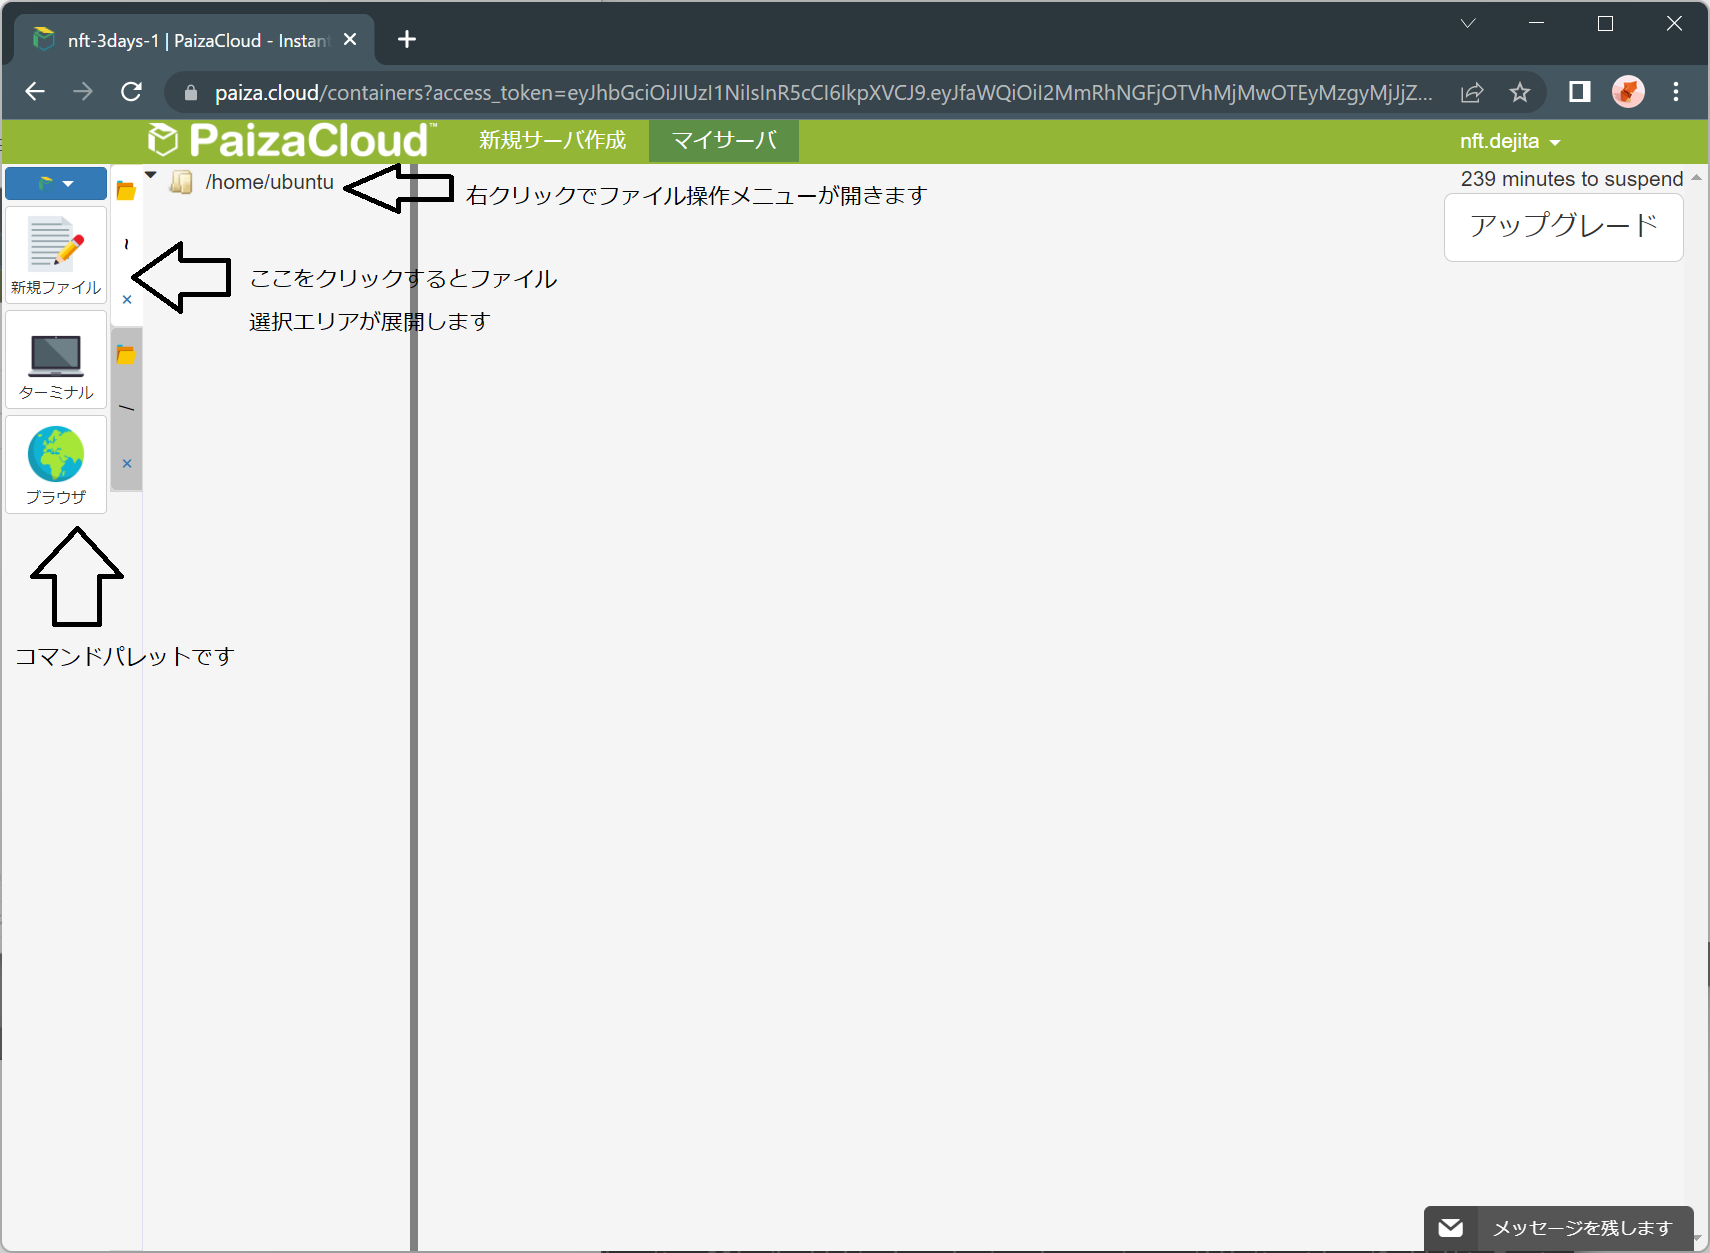 nft-3days-1 | PaizaCloud - Instant
paiza.cloud/containers?access_token=eyJhbGciOiJIUzI1NiIsInR5cCI6IkpXVCJ9.eyJfaWQiOiI2MmRhNGFjOTVhMjMwOTEyMzgyMjJjZ...
PaizaCloud™ 新規サーバ作成 マイサーバ nft.dejita
/home/ubuntu
右クリックでファイル操作メニューが開きます
239 minutes to suspend
アップグレード
~
新規ファイル
ここをクリックするとファイル
選択エリアが展開します
ターミナル
/
ブラウザ
コマンドパレットです
メッセージを残します